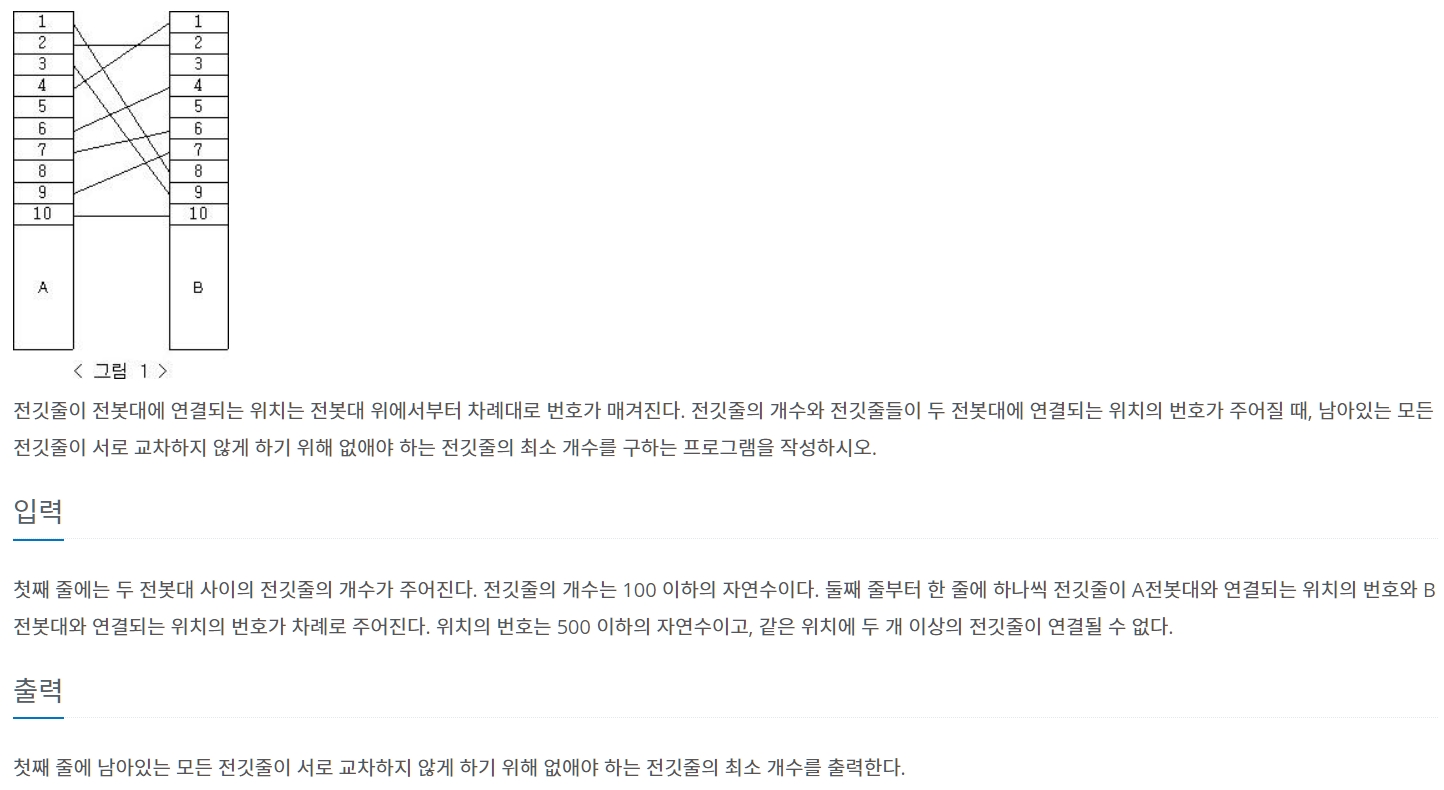 1 1
2 2
3 3
4 4
5 5
6 6
7 7
8 8
9 9
10 10
A B
< 그림 1 >
전깃줄이 전봇대에 연결되는 위치는 전봇대 위에서부터 차례대로 번호가 매겨진다. 전깃줄의 개수와 전깃줄들이 두 전봇대에 연결되는 위치의 번호가 주어질 때, 남아있는 모든
전깃줄이 서로 교차하지 않게 하기 위해 없애야 하는 전깃줄의 최소 개수를 구하는 프로그램을 작성하시오.
입력
첫째 줄에는 두 전봇대 사이의 전깃줄의 개수가 주어진다. 전깃줄의 개수는 100 이하의 자연수이다. 둘째 줄부터 한 줄에 하나씩 전깃줄이 A전봇대와 연결되는 위치의 번호와 B
전봇대와 연결되는 위치의 번호가 차례로 주어진다. 위치의 번호는 500 이하의 자연수이고, 같은 위치에 두 개 이상의 전깃줄이 연결될 수 없다.
출력
첫째 줄에 남아있는 모든 전깃줄이 서로 교차하지 않게 하기 위해 없애야 하는 전깃줄의 최소 개수를 출력한다.